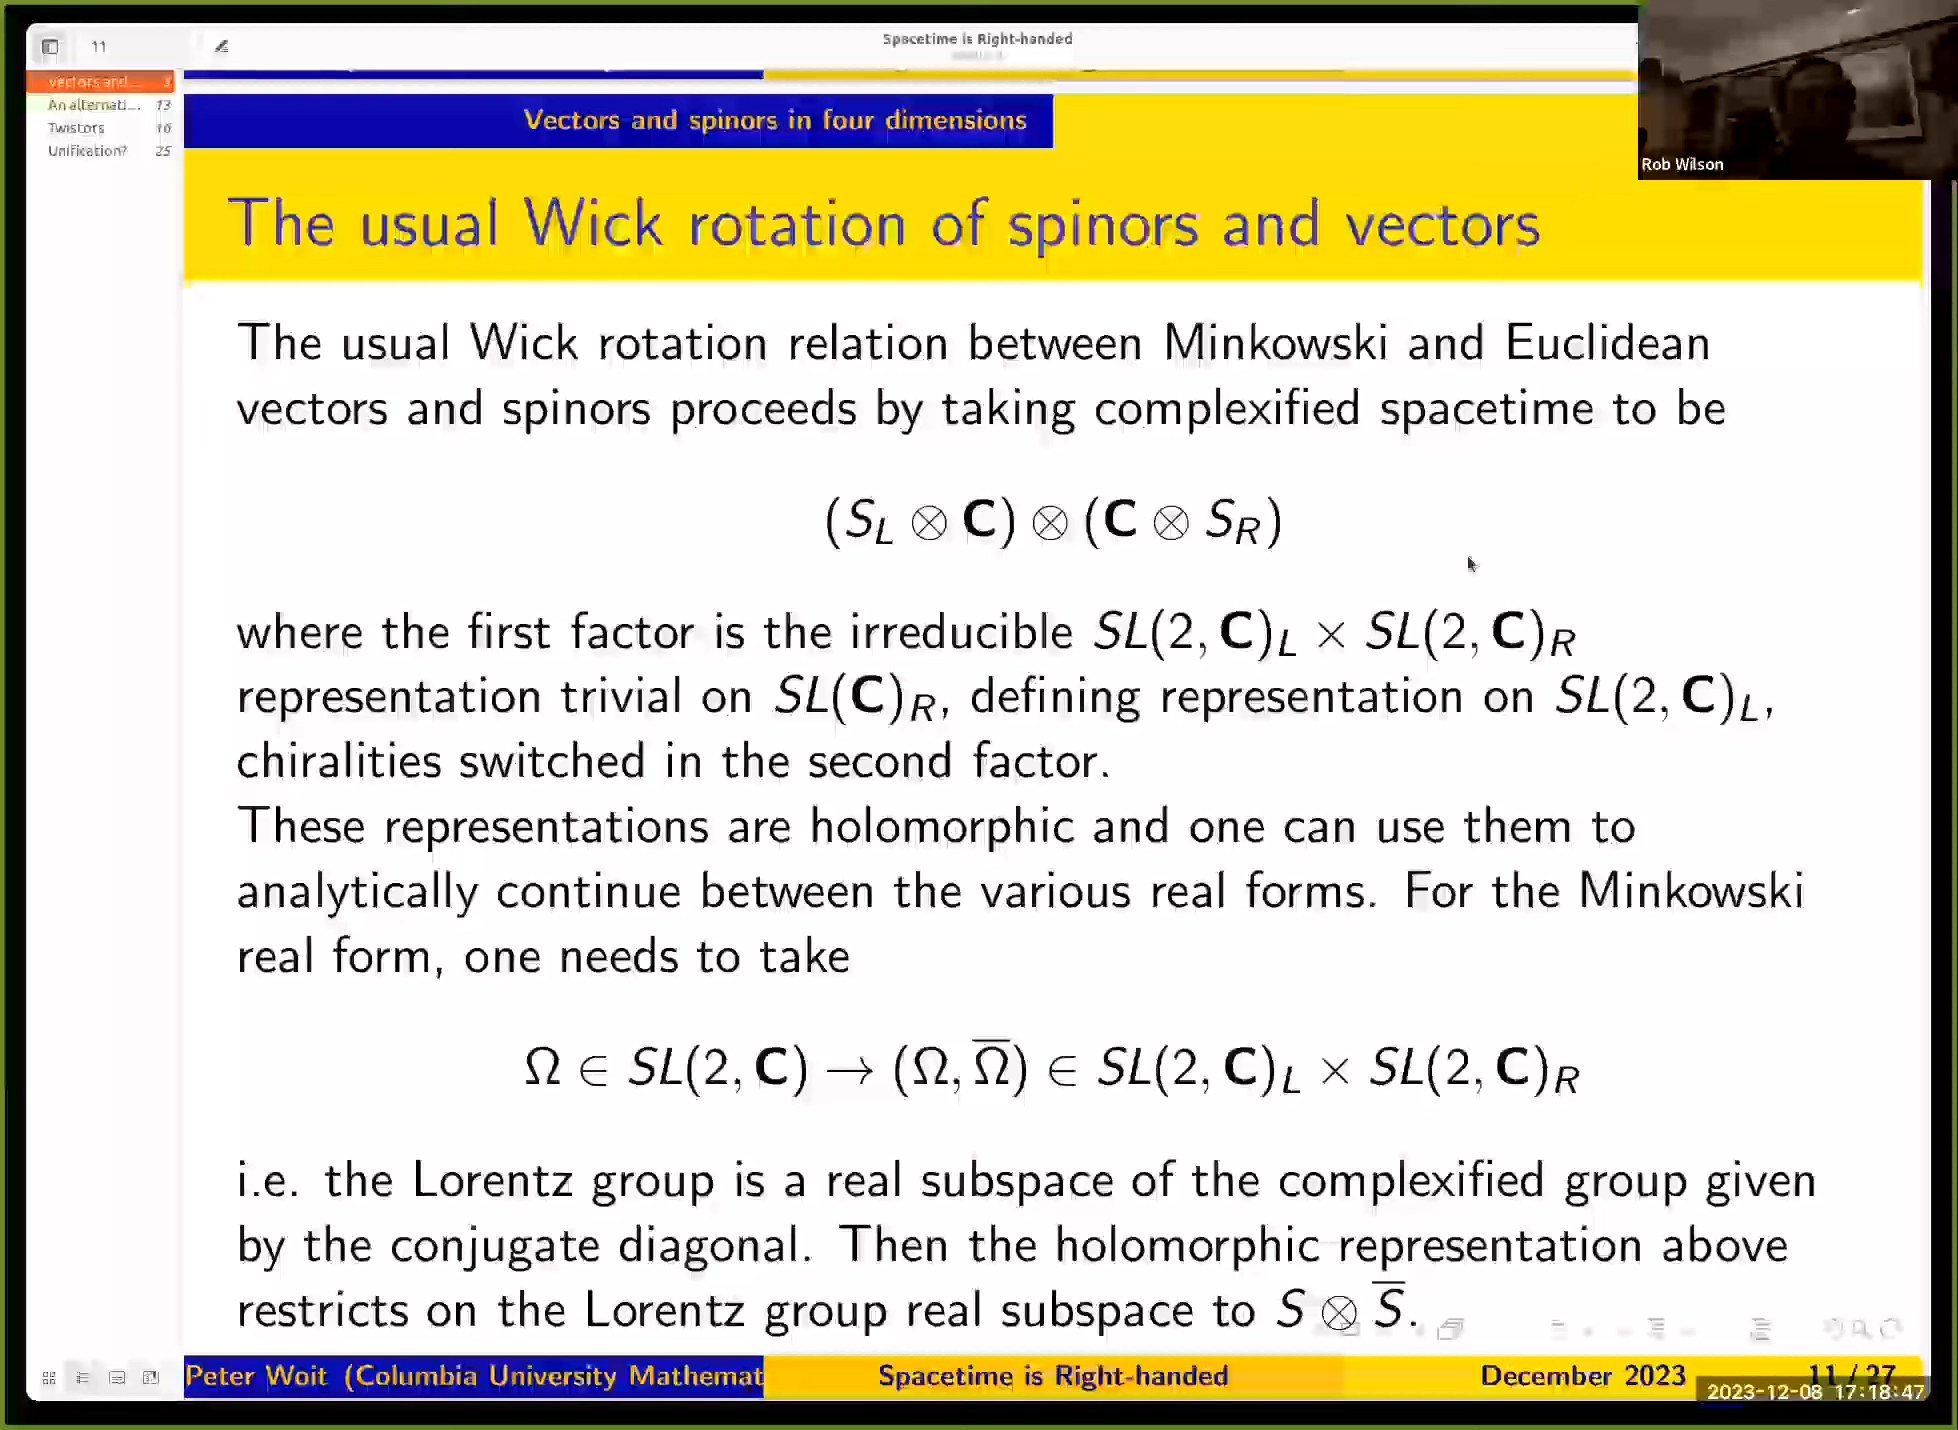 11
Spacetime is Right-handed
vectors and ... 3
An alternati... 13
Twistors 16
Unification? 25
Vectors and spinors in four dimensions
Rob Wilson
The usual Wick rotation of spinors and vectors
The usual Wick rotation relation between Minkowski and Euclidean
vectors and spinors proceeds by taking complexified spacetime to be
(S_L ⊗ C) ⊗ (C ⊗ S_R)
where the first factor is the irreducible SL(2, C)_L × SL(2, C)_R
representation trivial on SL(C)_R, defining representation on SL(2, C)_L,
chiralities switched in the second factor.
These representations are holomorphic and one can use them to
analytically continue between the various real forms. For the Minkowski
real form, one needs to take
Ω ∈ SL(2, C) → (Ω, Ω̅) ∈ SL(2, C)_L × SL(2, C)_R
i.e. the Lorentz group is a real subspace of the complexified group given
by the conjugate diagonal. Then the holomorphic representation above
restricts on the Lorentz group real subspace to S ⊗ S̅.
Peter Woit (Columbia University Mathemat
Spacetime is Right-handed
December 2023
11 / 27
2023-12-08 17:18:47